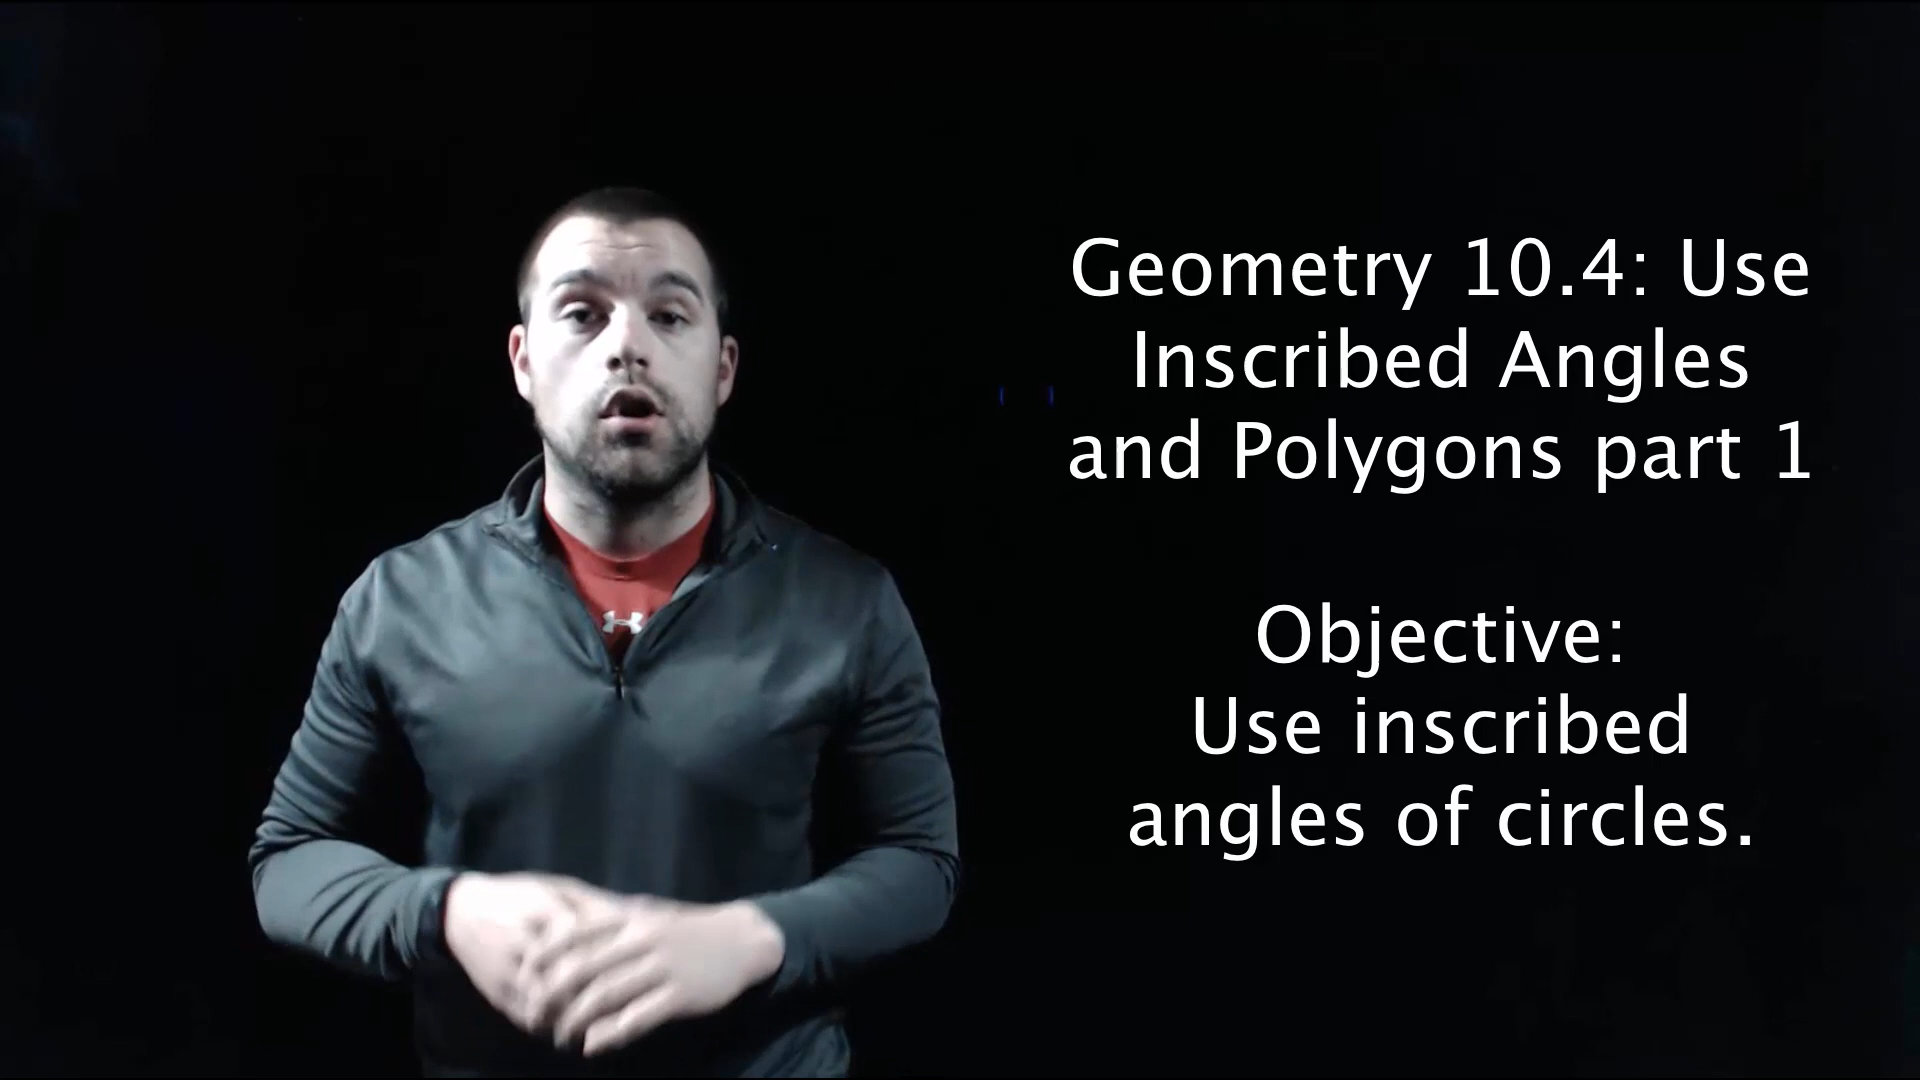 Geometry 10.4: Use
Inscribed Angles
and Polygons part 1
Objective:
Use inscribed
angles of circles.